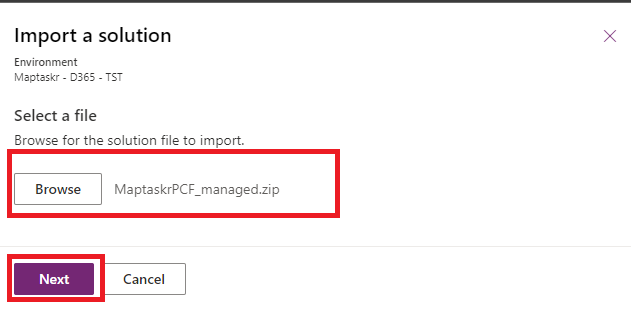 Import a solution
Environment
Maptaskr - D365 - TST
Select a file
Browse for the solution file to import.
Browse MaptaskrPCF_managed.zip
Next Cancel